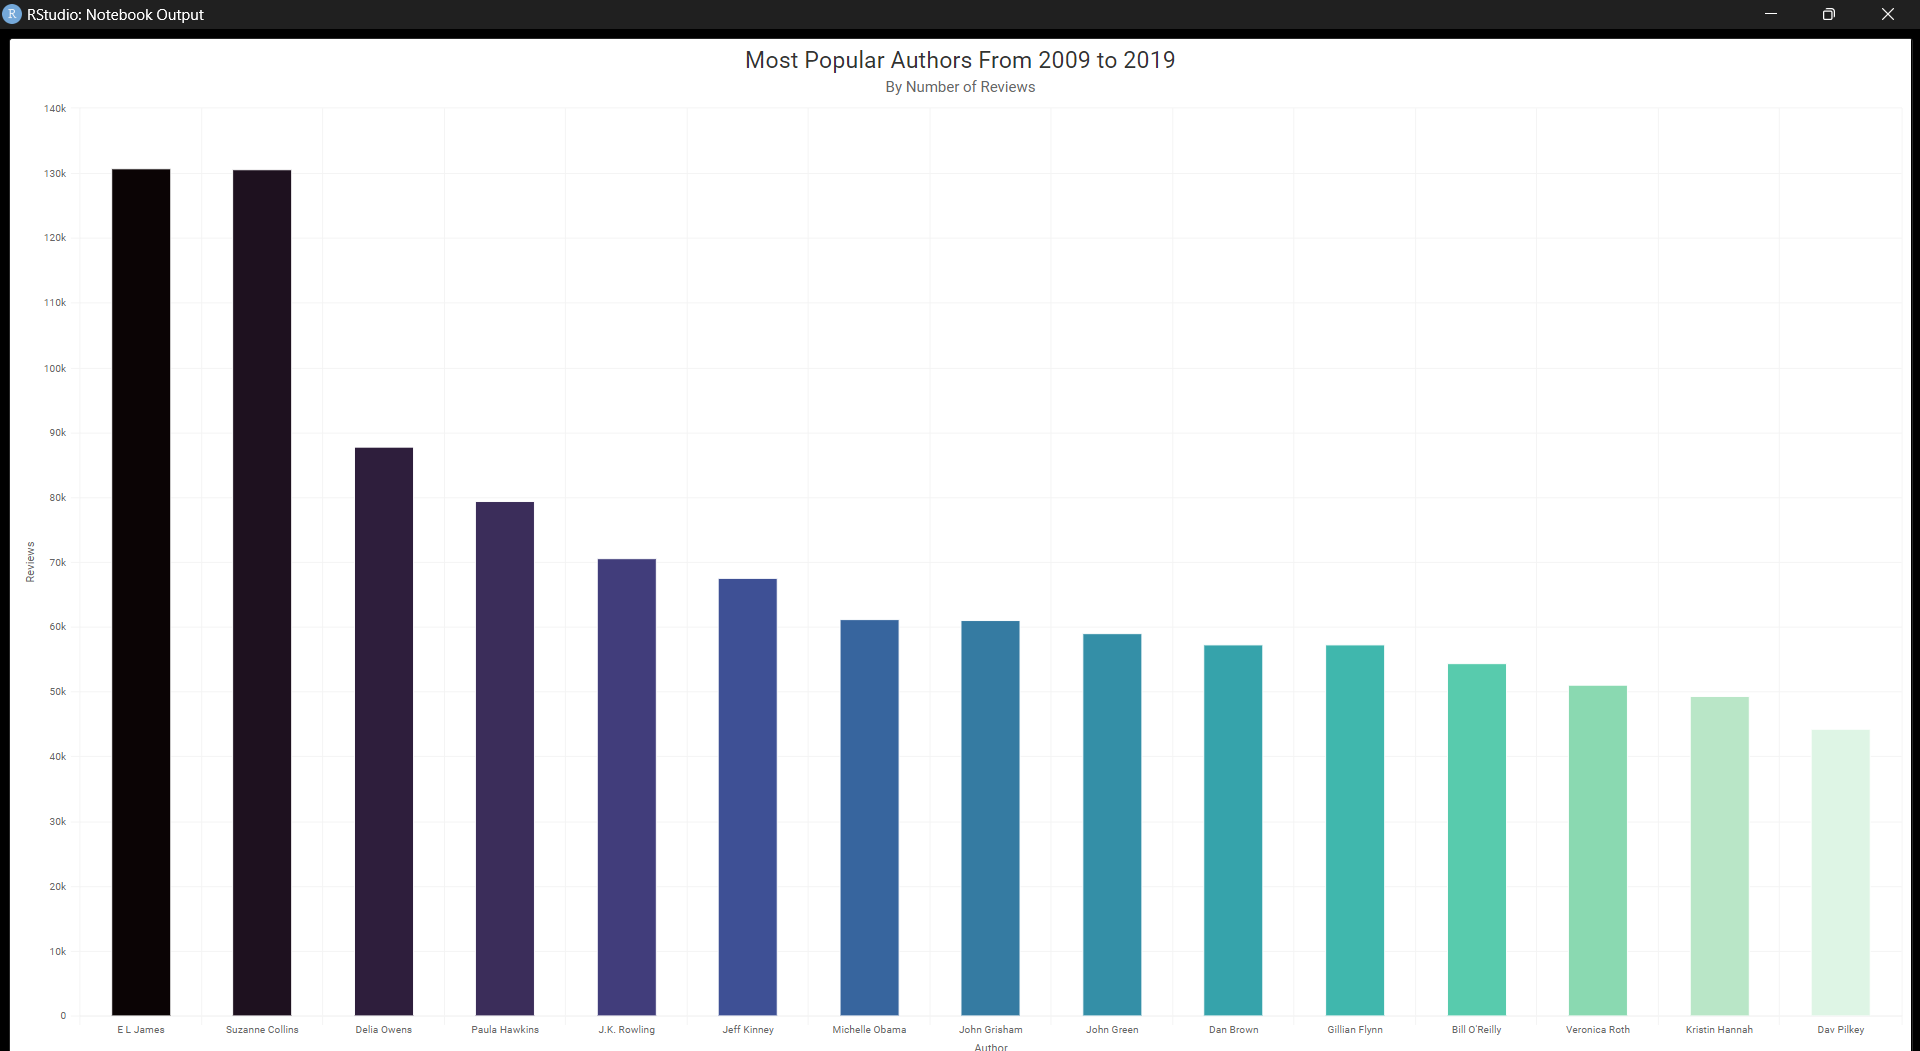 R RStudio: Notebook Output
Most Popular Authors From 2009 to 2019
By Number of Reviews
140k
130k
120k
110k
100k
90k
80k
70k
60k
50k
40k
30k
20k
10k
0
Reviews
E L James Suzanne Collins Delia Owens Paula Hawkins J.K. Rowling Jeff Kinney Michelle Obama John Grisham John Green Dan Brown Gillian Flynn Bill O'Reilly Veronica Roth Kristin Hannah Dav Pilkey
Author